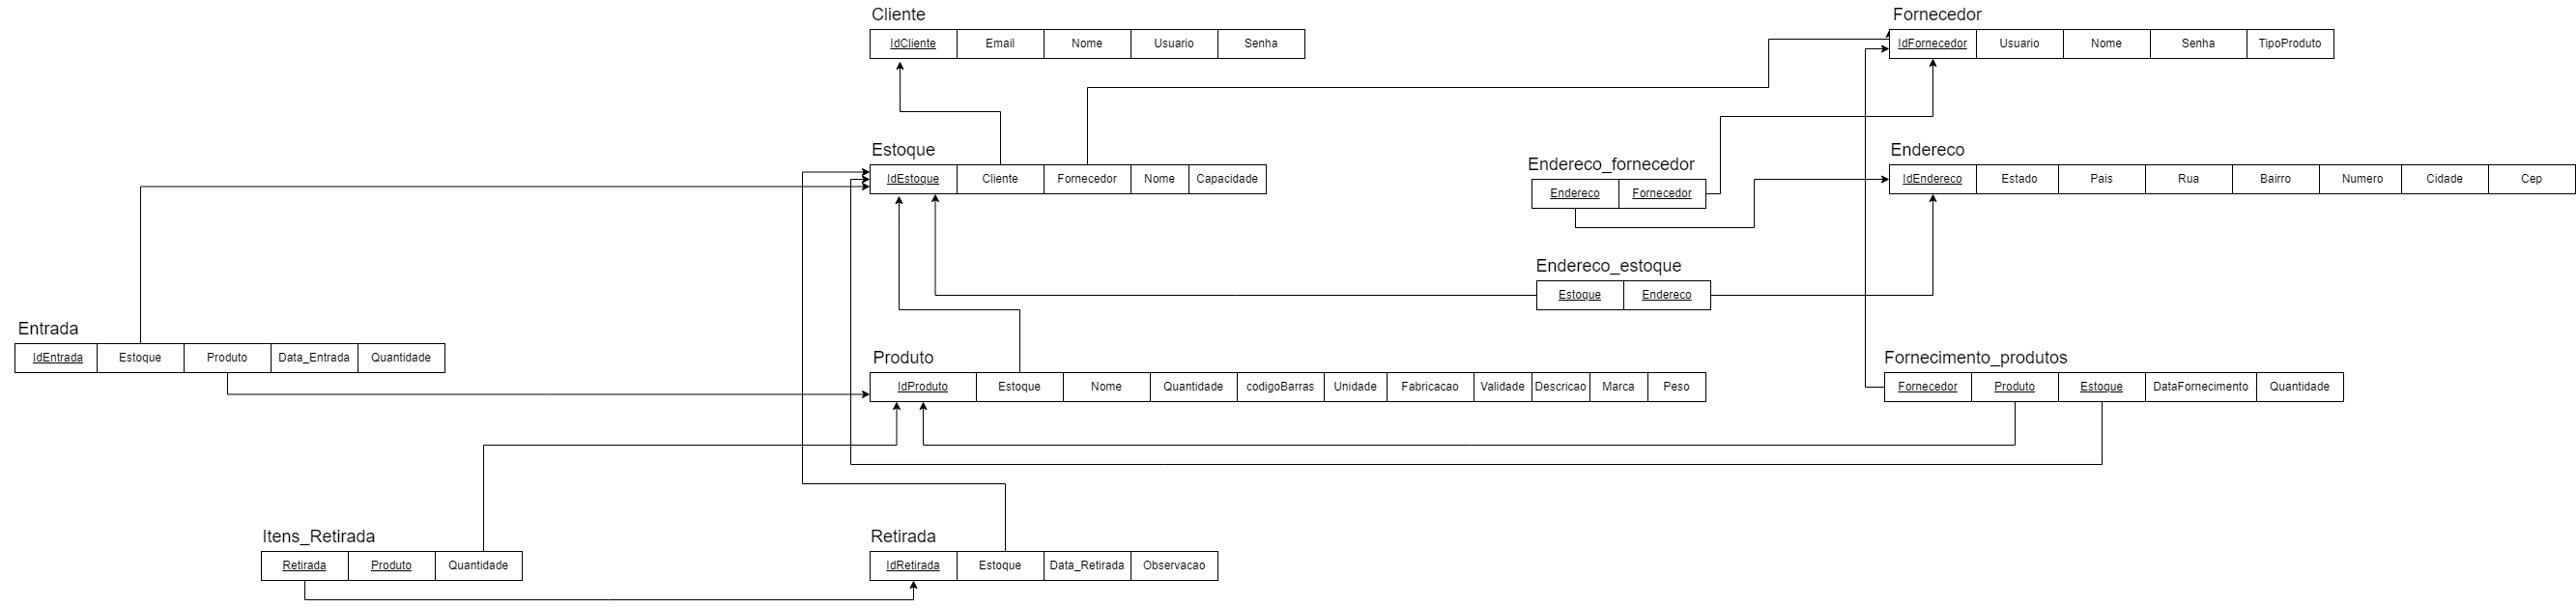 Cliente
IdCliente Email Nome Usuario Senha
Fornecedor
IdFornecedor Usuario Nome Senha TipoProduto
Estoque
IdEstoque Cliente Fornecedor Nome Capacidade
Endereco_fornecedor
Endereco Fornecedor
Endereco
IdEndereco Estado Pais Rua Bairro Numero Cidade Cep
Endereco_estoque
Estoque Endereco
Entrada
IdEntrada Estoque Produto Data_Entrada Quantidade
Produto
IdProduto Estoque Nome Quantidade codigoBarras Unidade Fabricacao Validade Descricao Marca Peso
Fornecimento_produtos
Fornecedor Produto Estoque DataFornecimento Quantidade
Itens_Retirada
Retirada Produto Quantidade
Retirada
IdRetirada Estoque Data_Retirada Observacao